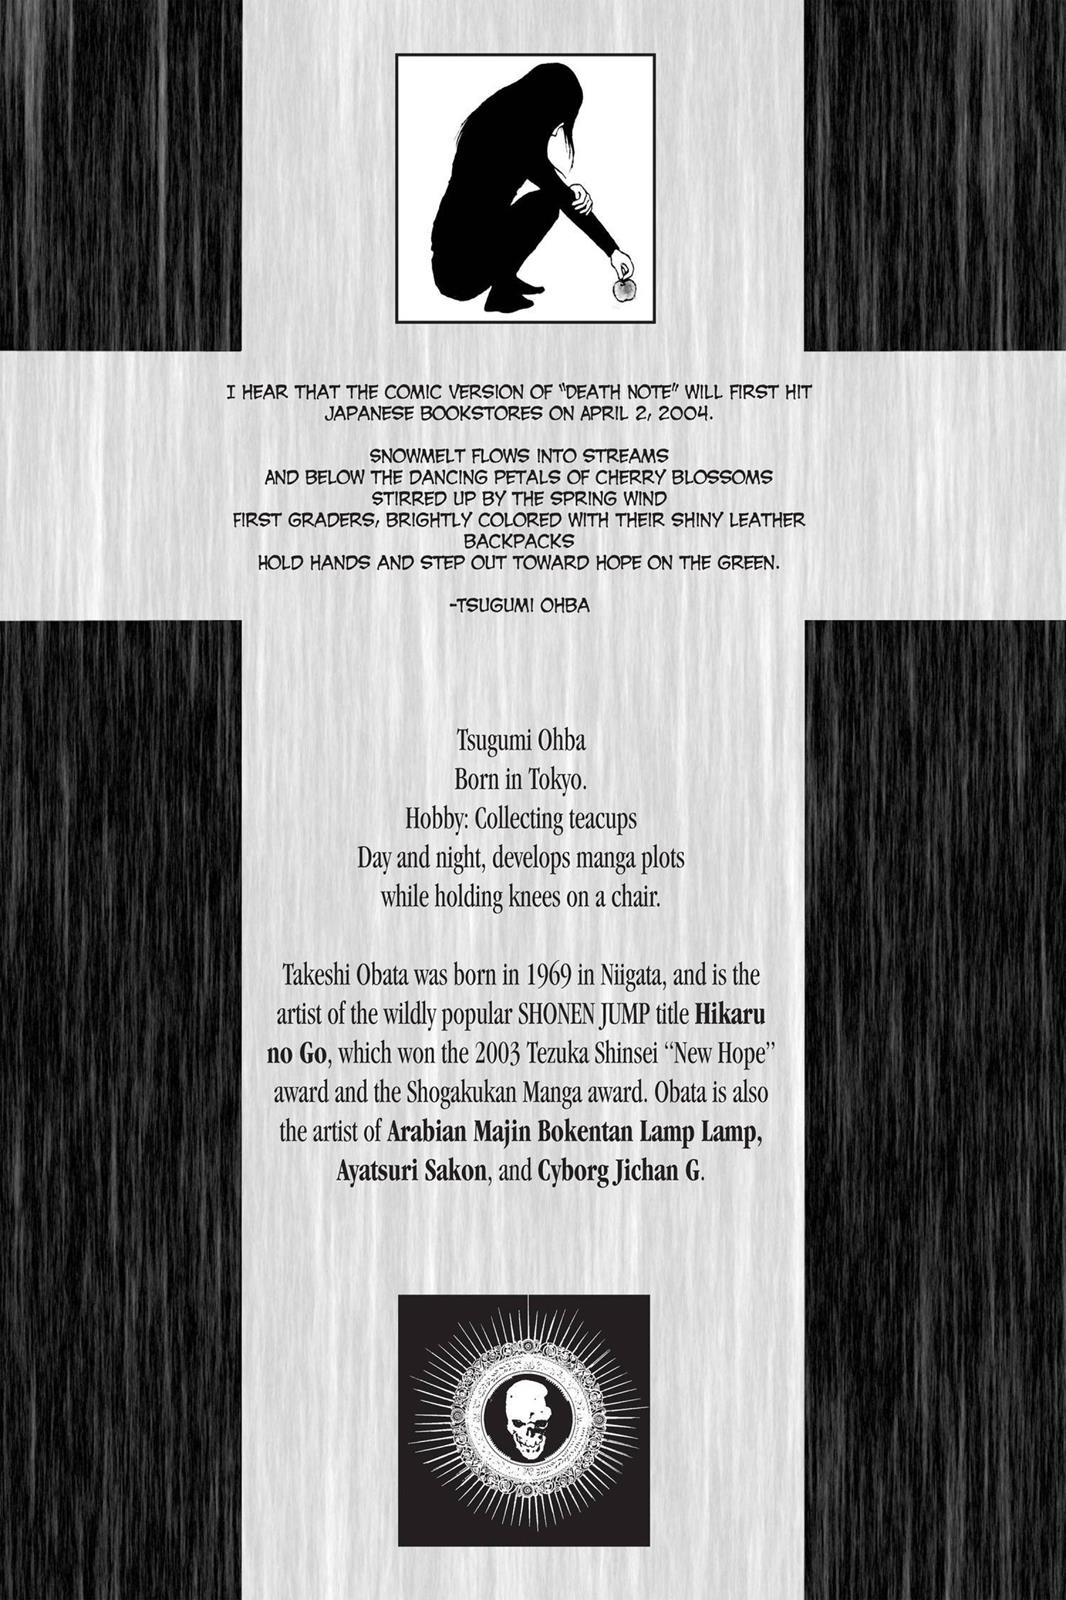 I HEAR THAT THE COMIC VERSION OF "DEATH NOTE" WILL FIRST HIT
JAPANESE BOOKSTORES ON APRIL 2, 2004.
SNOWMELT FLOWS INTO STREAMS
AND BELOW THE DANCING PETALS OF CHERRY BLOSSOMS
STIRRED UP BY THE SPRING WIND
FIRST GRADERS, BRIGHTLY COLORED WITH THEIR SHINY LEATHER
BACKPACKS
HOLD HANDS AND STEP OUT TOWARD HOPE ON THE GREEN.
-TSUGUMI OHBA
Tsugumi Ohba
Born in Tokyo.
Hobby: Collecting teacups
Day and night, develops manga plots
while holding knees on a chair.
Takeshi Obata was born in 1969 in Niigata, and is the
artist of the wildly popular SHONEN JUMP title Hikaru
no Go, which won the 2003 Tezuka Shinsei “New Hope”
award and the Shogakukan Manga award. Obata is also
the artist of Arabian Majin Bokentan Lamp Lamp,
Ayatsuri Sakon, and Cyborg Jichan G.